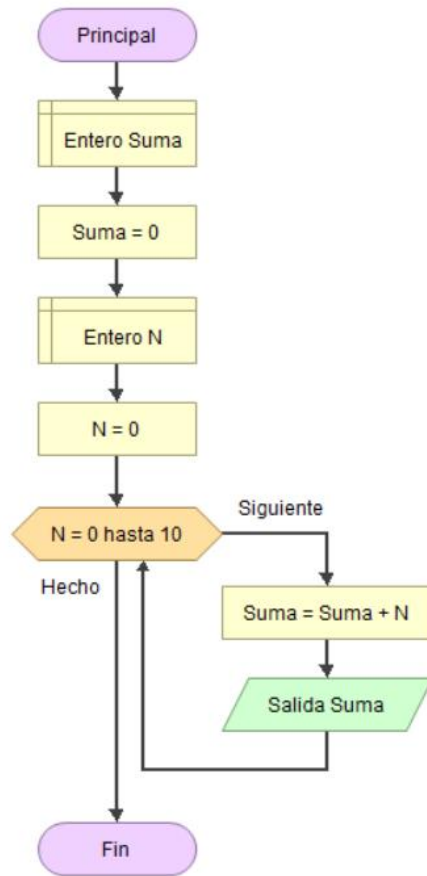 Principal
Entero Suma
Suma = 0
Entero N
N = 0
N = 0 hasta 10
Siguiente
Hecho
Suma = Suma + N
Salida Suma
Fin